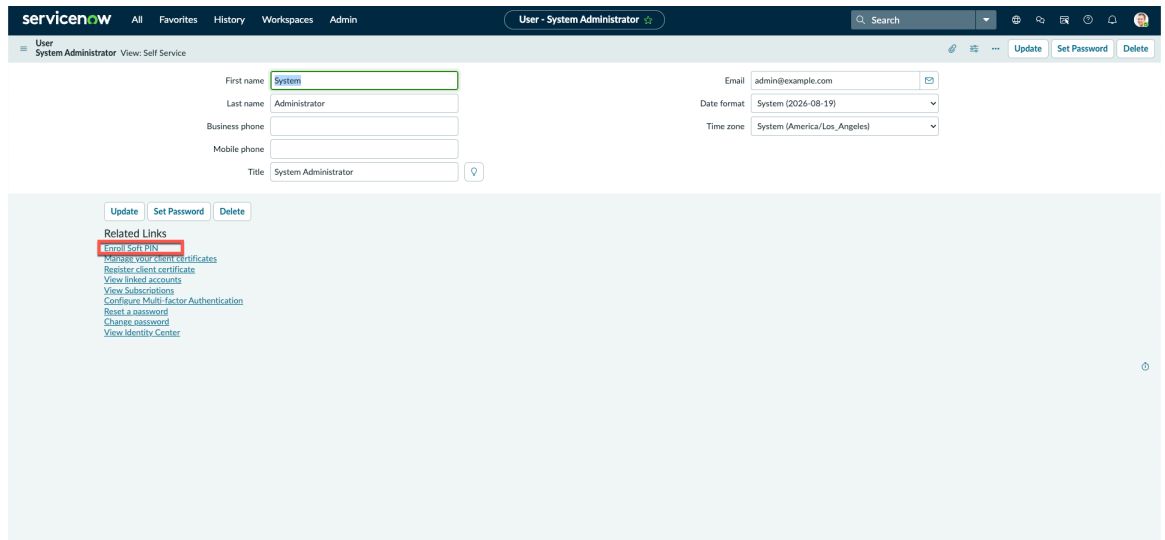 servicenow All Favorites History Workspaces Admin User - System Administrator Search
User
System Administrator View: Self Service Update Set Password Delete
First name System Email admin@example.com
Last name Administrator Date format System (2026-08-19)
Business phone Time zone System (America/Los_Angeles)
Mobile phone
Title System Administrator
Update Set Password Delete
Related Links
Enroll Soft PIN
Manage your client certificates
Register client certificate
View linked accounts
View Subscriptions
Configure Multi-factor Authentication
Reset a password
Change password
View Identity Center